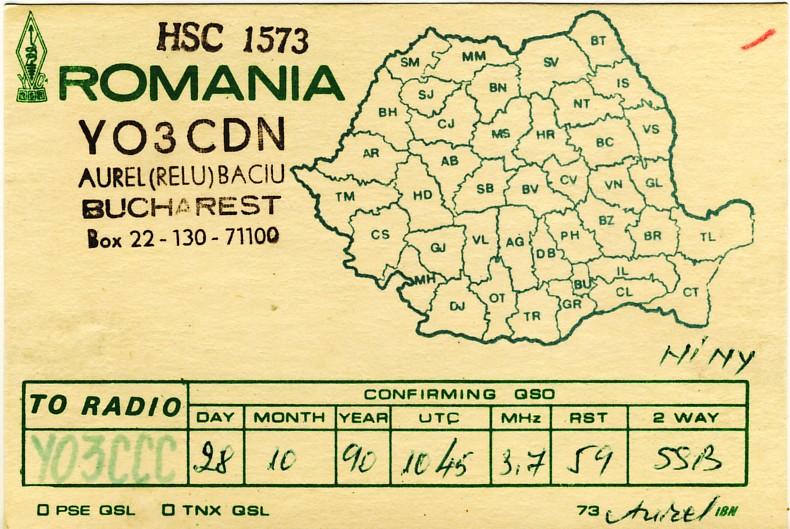 HSC 1573
ROMANIA
YO3CDN
AUREL (RELU) BACIU
BUCHAREST
Box 22 - 130 - 71100
BT
SM MM SV
SJ BN IS
BH CJ NT
MS HR BC VS
AR AB
TM HD SB BV CV VN GL
CS GJ VL AG PH BZ BR TL
DB
MH DJ OT TR GR BU IL CL CT
TO RADIO
CONFIRMING QSO
DAY MONTH YEAR UTC MHz RST 2 WAY
YO3CCC 28 10 90 1045 3,7 59 SSB
PSE QSL TNX QSL 73 Aurel IBN